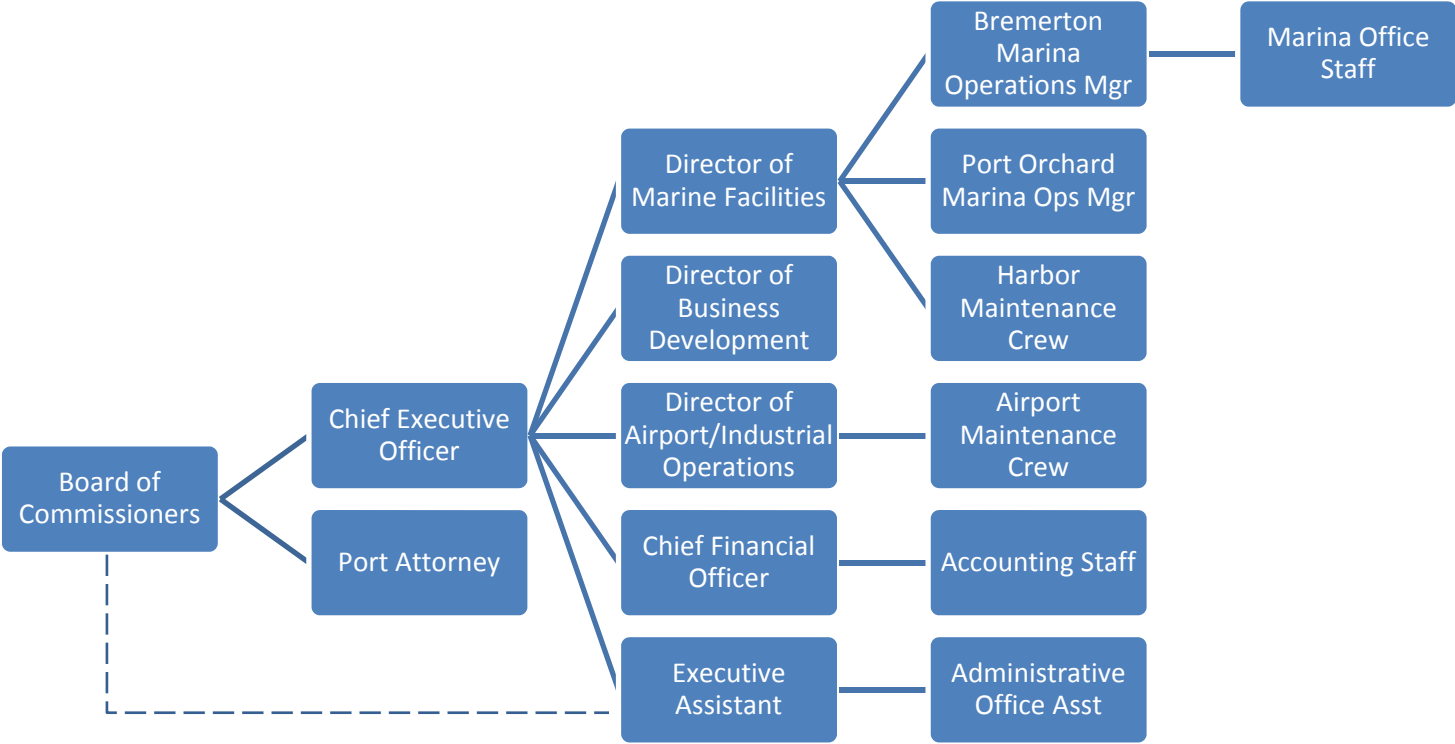 Board of
Commissioners
Chief Executive
Officer
Port Attorney
Director of
Marine Facilities
Director of
Business
Development
Director of
Airport/Industrial
Operations
Chief Financial
Officer
Executive
Assistant
Bremerton
Marina
Operations Mgr
Port Orchard
Marina Ops Mgr
Harbor
Maintenance
Crew
Airport
Maintenance
Crew
Accounting Staff
Administrative
Office Asst
Marina Office
Staff